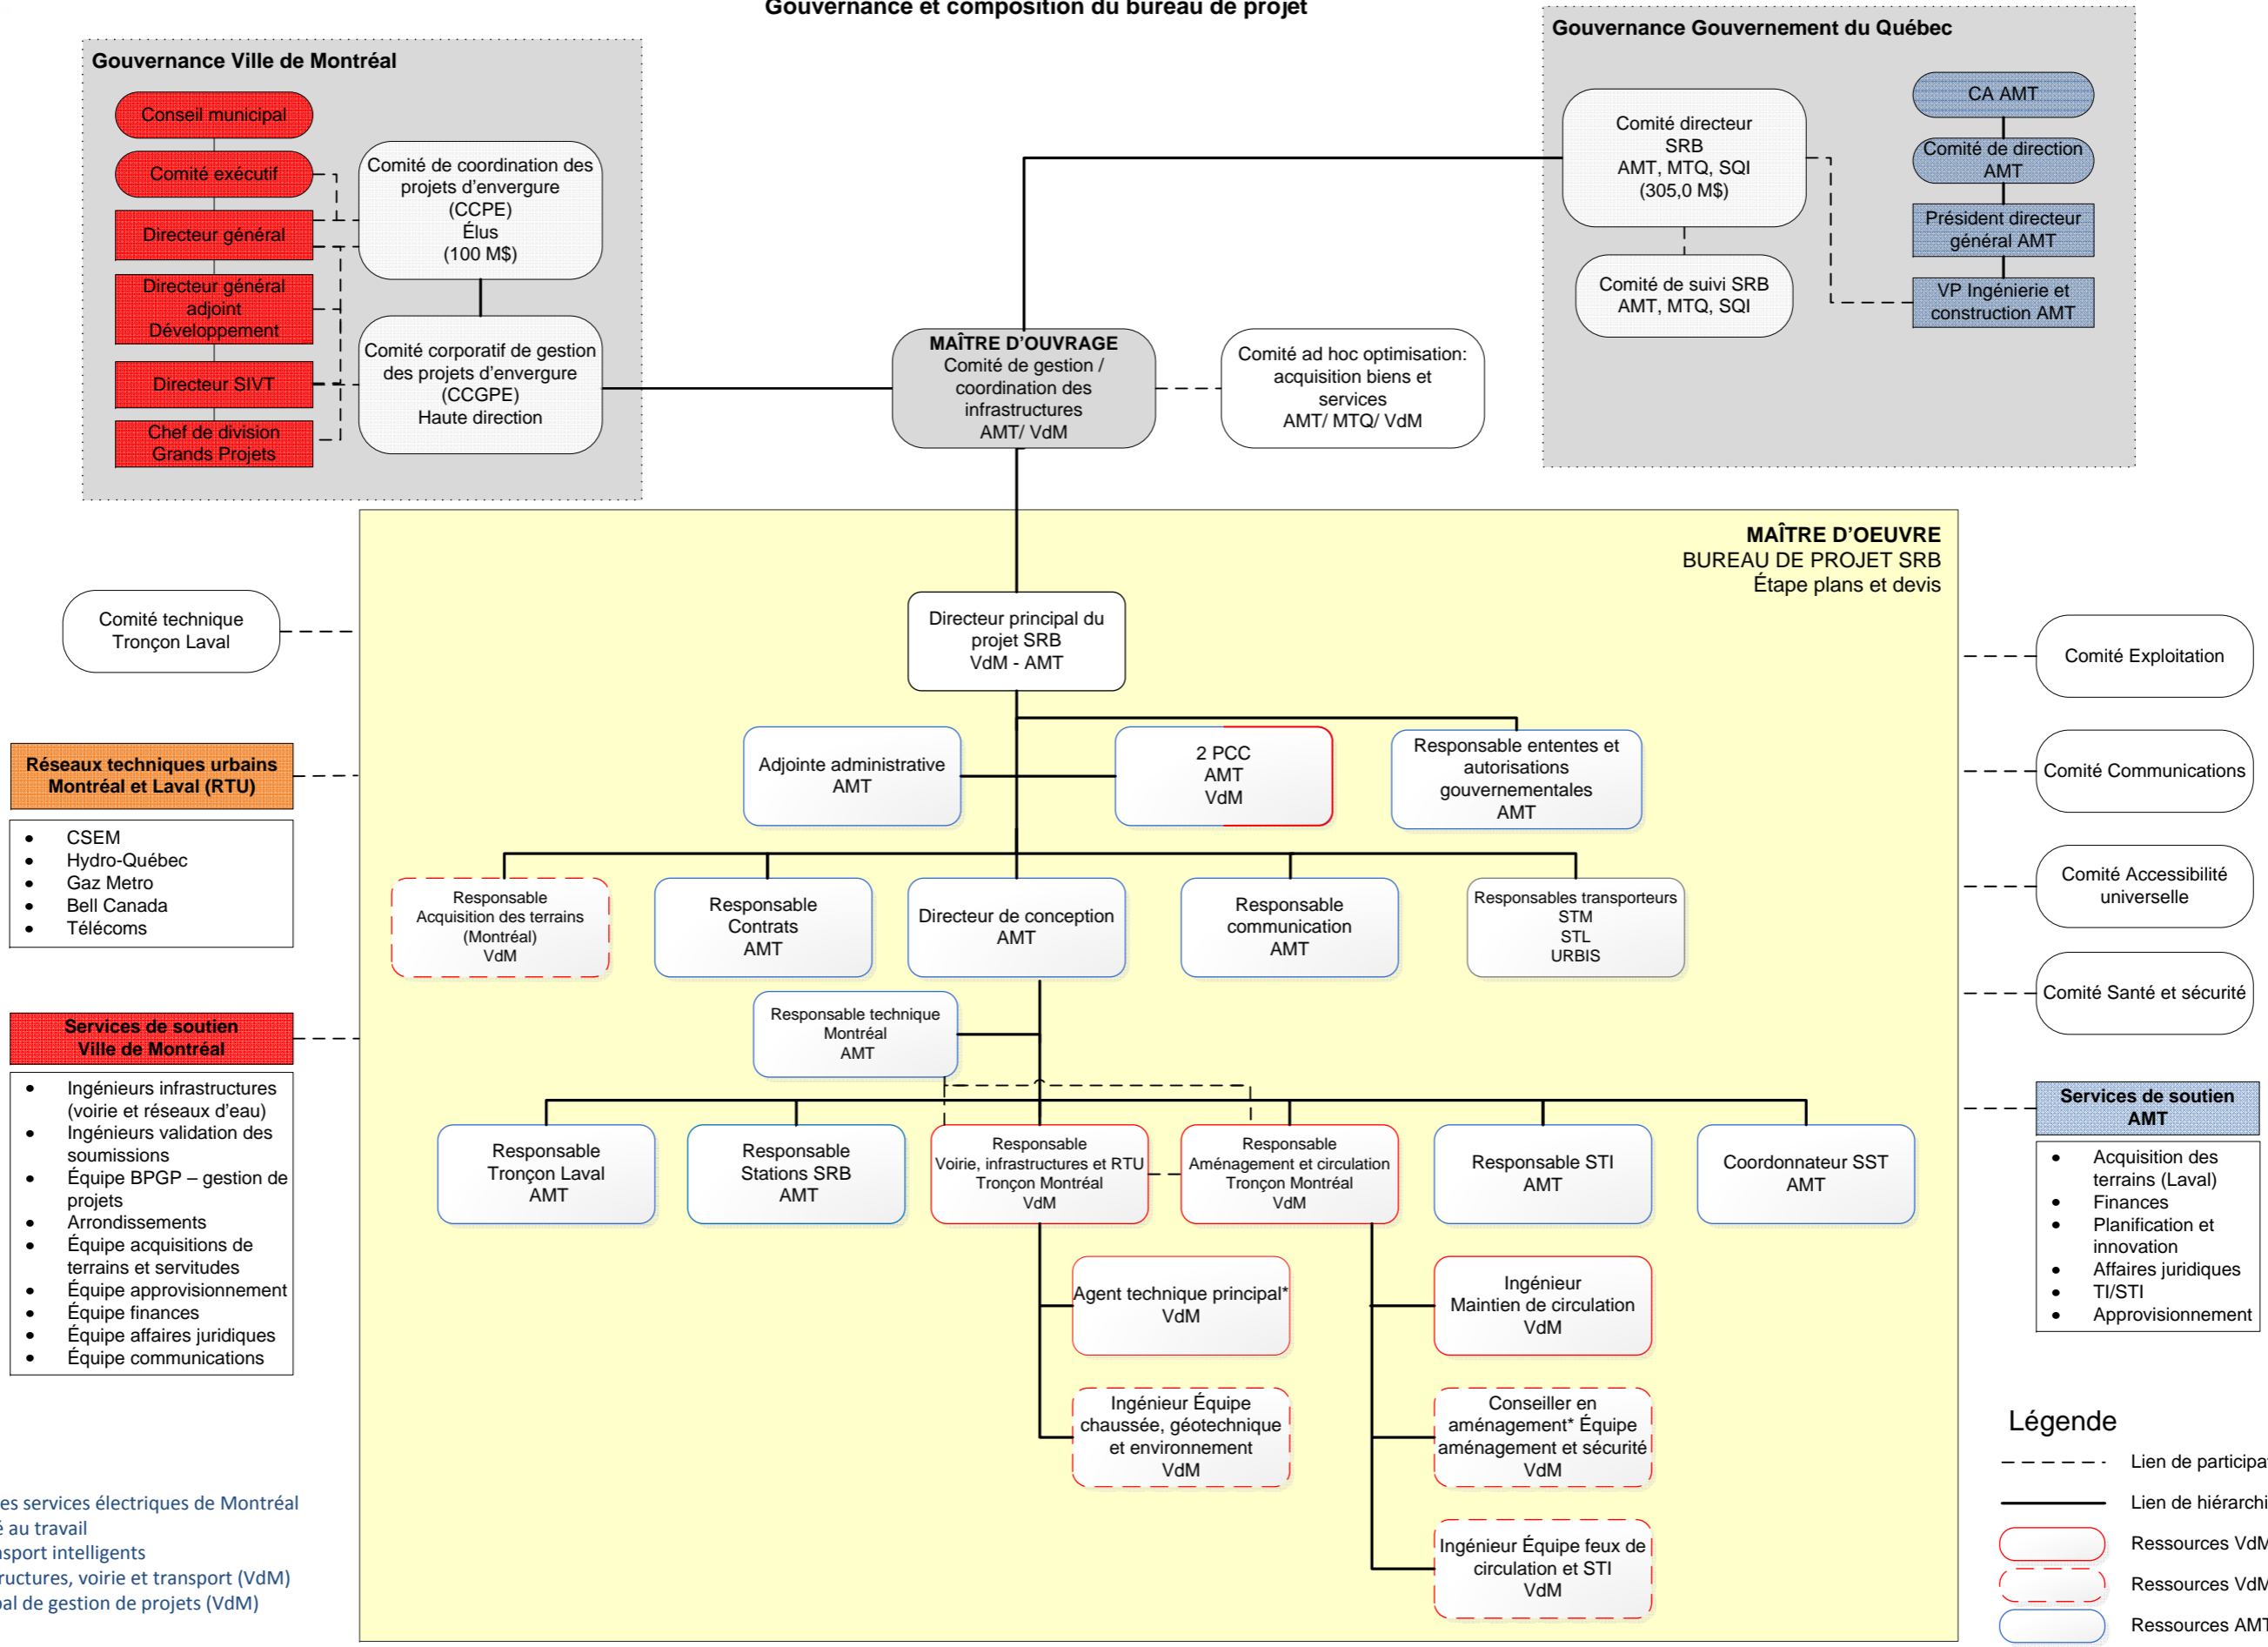 Gouvernance et composition du bureau de projet
Gouvernance Ville de Montréal
Conseil municipal
Comité exécutif
Directeur général
Directeur général
adjoint
Développement
Directeur SIVT
Chef de division
Grands Projets
Comité de coordination des
projets d’envergure
(CCPE)
Élus
(100 M$)
Comité corporatif de gestion
des projets d’envergure
(CCGPE)
Haute direction
MAÎTRE D’OUVRAGE
Comité de gestion /
coordination des
infrastructures
AMT/ VdM
Comité ad hoc optimisation:
acquisition biens et
services
AMT/ MTQ/ VdM
Gouvernance Gouvernement du Québec
Comité directeur
SRB
AMT, MTQ, SQI
(305,0 M$)
Comité de suivi SRB
AMT, MTQ, SQI
CA AMT
Comité de direction
AMT
Président directeur
général AMT
VP Ingénierie et
construction AMT
MAÎTRE D’OEUVRE
BUREAU DE PROJET SRB
Étape plans et devis
Directeur principal du
projet SRB
VdM - AMT
Adjointe administrative
AMT
2 PCC
AMT
VdM
Responsable ententes et
autorisations
gouvernementales
AMT
Responsable
Acquisition des terrains
(Montréal)
VdM
Responsable
Contrats
AMT
Directeur de conception
AMT
Responsable
communication
AMT
Responsables transporteurs
STM
STL
URBIS
Responsable technique
Montréal
AMT
Responsable
Tronçon Laval
AMT
Responsable
Stations SRB
AMT
Responsable
Voirie, infrastructures et RTU
Tronçon Montréal
VdM
Responsable
Aménagement et circulation
Tronçon Montréal
VdM
Responsable STI
AMT
Coordonnateur SST
AMT
Agent technique principal*
VdM
Ingénieur Équipe
chaussée, géotechnique
et environnement
VdM
Ingénieur
Maintien de circulation
VdM
Conseiller en
aménagement* Équipe
aménagement et sécurité
VdM
Ingénieur Équipe feux de
circulation et STI
VdM
Comité technique
Tronçon Laval
Réseaux techniques urbains
Montréal et Laval (RTU)
• CSEM
• Hydro-Québec
• Gaz Metro
• Bell Canada
• Télécoms
Services de soutien
Ville de Montréal
• Ingénieurs infrastructures
(voirie et réseaux d’eau)
• Ingénieurs validation des
soumissions
• Équipe BPGP – gestion de
projets
• Arrondissements
• Équipe acquisitions de
terrains et servitudes
• Équipe approvisionnement
• Équipe finances
• Équipe affaires juridiques
• Équipe communications
Comité Exploitation
Comité Communications
Comité Accessibilité
universelle
Comité Santé et sécurité
Services de soutien
AMT
• Acquisition des
terrains (Laval)
• Finances
• Planification et
innovation
• Affaires juridiques
• TI/STI
• Approvisionnement
es services électriques de Montréal
é au travail
nsport intelligents
ructures, voirie et transport (VdM)
pal de gestion de projets (VdM)
Légende
Lien de participa
Lien de hiérarchi
Ressources VdM
Ressources VdM
Ressources AMT